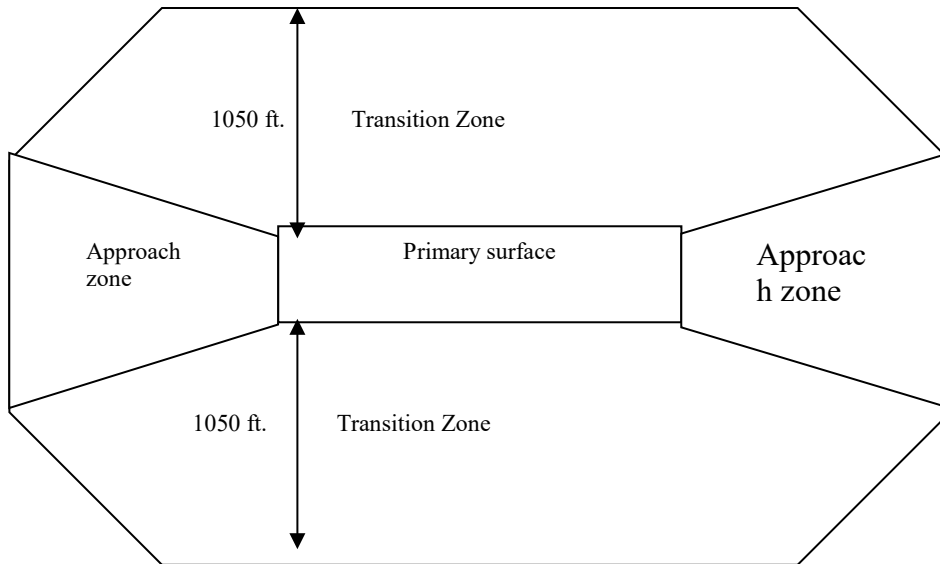 1050 ft.
Transition Zone
Approach
zone
Primary surface
Approac
h zone
1050 ft.
Transition Zone